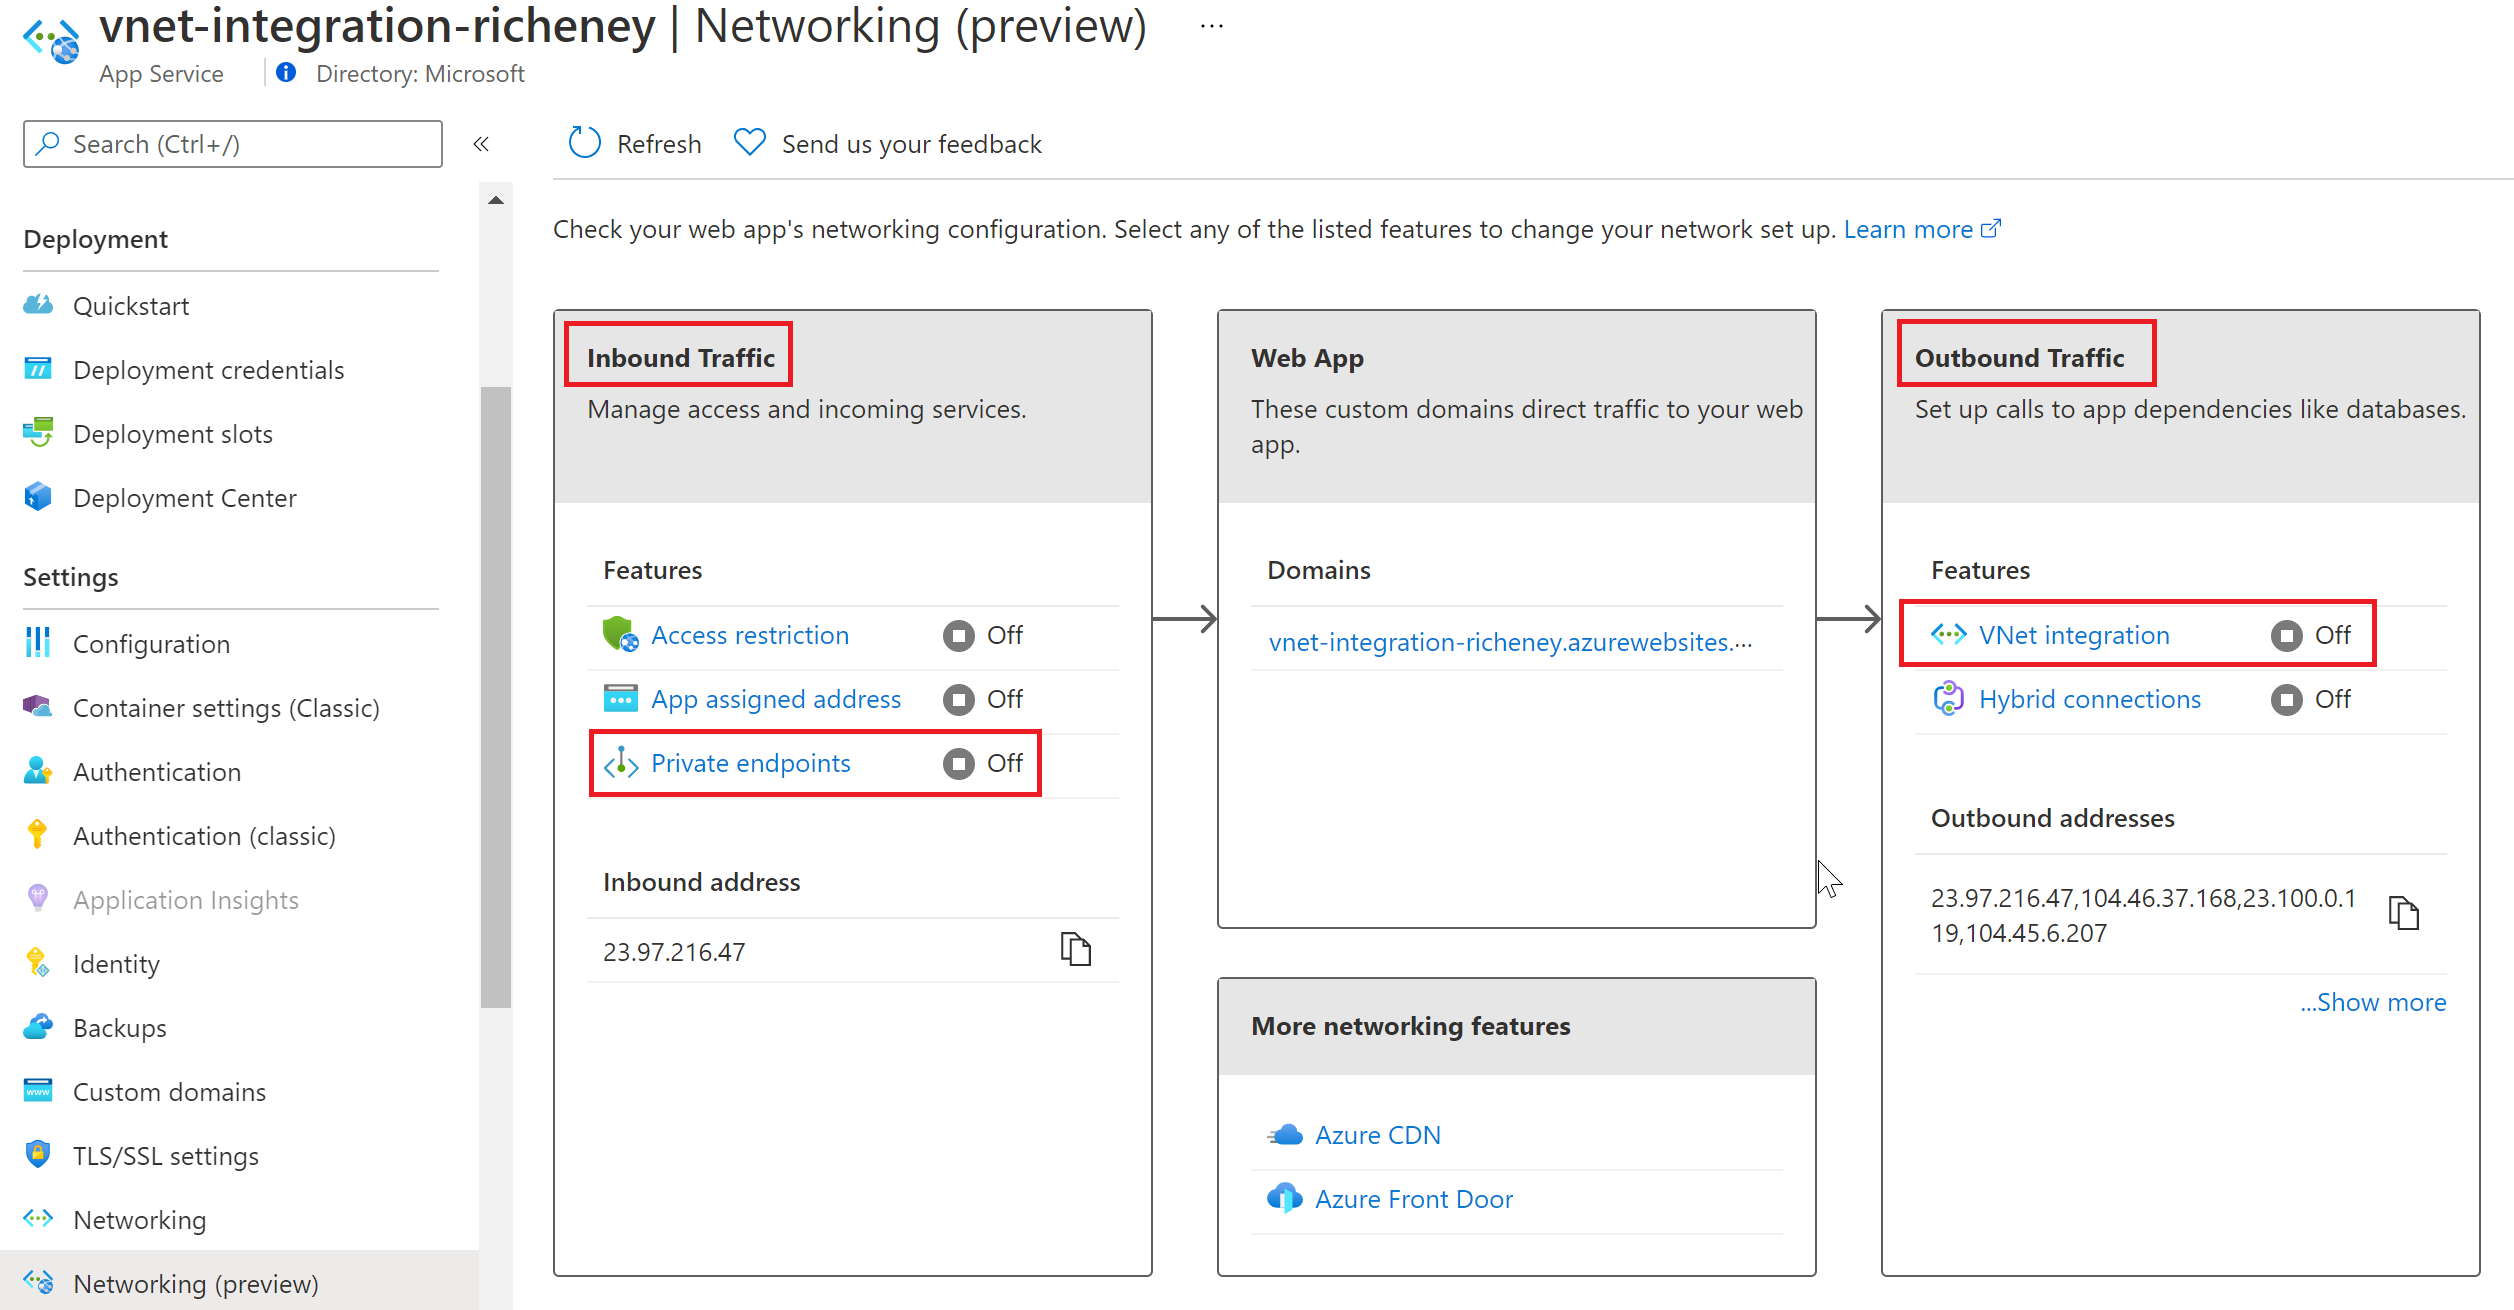 vnet-integration-richeney | Networking (preview) ...
App Service
Directory: Microsoft
Search (Ctrl+/)
«
Refresh
Send us your feedback
Deployment
Quickstart
Deployment credentials
Deployment slots
Deployment Center
Settings
Configuration
Container settings (Classic)
Authentication
Authentication (classic)
Application Insights
Identity
Backups
Custom domains
TLS/SSL settings
Networking
Networking (preview)
Check your web app's networking configuration. Select any of the listed features to change your network set up. Learn more
Inbound Traffic
Manage access and incoming services.
Features
Access restriction Off
App assigned address Off
Private endpoints Off
Inbound address
23.97.216.47
Web App
These custom domains direct traffic to your web
app.
Domains
vnet-integration-richeney.azurewebsites.···
More networking features
Azure CDN
Azure Front Door
Outbound Traffic
Set up calls to app dependencies like databases.
Features
VNet integration Off
Hybrid connections Off
Outbound addresses
23.97.216.47,104.46.37.168,23.100.0.1
19,104.45.6.207
...Show more